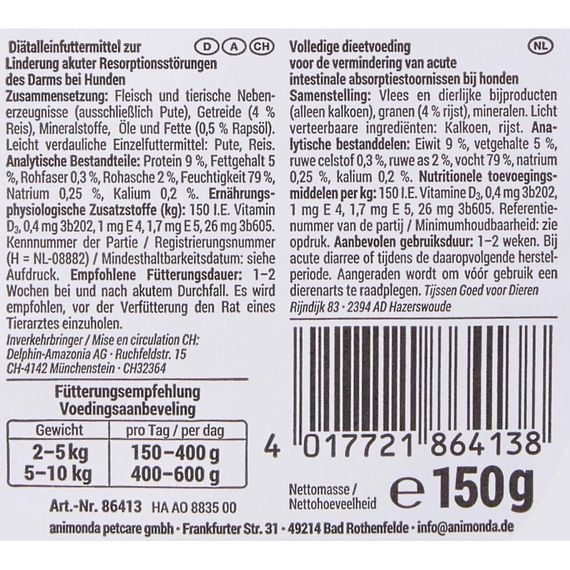 Diätalleinfuttermittel zur D A CH
Linderung akuter Resorptionsstörungen
des Darms bei Hunden
Zusammensetzung: Fleisch und tierische Neben-
erzeugnisse (ausschließlich Pute), Getreide (4 %
Reis), Mineralstoffe, Öle und Fette (0,5 % Rapsöl).
Leicht verdauliche Einzelfuttermittel: Pute, Reis.
Analytische Bestandteile: Protein 9 %, Fettgehalt 5
%, Rohfaser 0,3 %, Rohasche 2 %, Feuchtigkeit 79 %,
Natrium 0,25 %, Kalium 0,2 %. Ernährungs-
physiologische Zusatzstoffe (kg): 150 I.E. Vitamin
D₃, 0,4 mg 3b202, 1 mg E 4, 1,7 mg E 5, 26 mg 3b605.
Kennnummer der Partie / Registrierungsnummer
(H = NL-08882) / Mindesthaltbarkeitsdatum: siehe
Aufdruck. Empfohlene Fütterungsdauer: 1–2
Wochen bei und nach akutem Durchfall. Es wird
empfohlen, vor der Verfütterung den Rat eines
Tierarztes einzuholen.
Inverkehrbringer / Mise en circulation CH:
Delphin-Amazonia AG · Ruchfeldstr. 15
CH-4142 Münchenstein · CH32364
Fütterungsempfehlung
Voedingsaanbeveling
Gewicht pro Tag / per dag
2–5 kg 150–400 g
5–10 kg 400–600 g
Volledige dieetvoeding NL
voor de vermindering van acute
intestinale absorptiestoornissen bij honden
Samenstelling: Vlees en dierlijke bijproducten
(alleen kalkoen), granen (4 % rijst), mineralen. Licht
verteerbare ingrediënten: Kalkoen, rijst. Ana-
lytische bestanddelen: Eiwit 9 %, vetgehalte 5 %,
ruwe celstof 0,3 %, ruwe as 2 %, vocht 79 %, natrium
0,25 %, kalium 0,2 %. Nutritionele toevoegings-
middelen per kg: 150 I.E. Vitamine D₃, 0,4 mg 3b202,
1 mg E 4, 1,7 mg E 5, 26 mg 3b605. Referentie-
nummer van de partij / Minimumhoudbaarheid: zie
opdruk. Aanbevolen gebruiksduur: 1–2 weken. Bij
acute diarree of tijdens de daaropvolgende herstel-
periode. Aangeraden wordt om vóór gebruik een
dierenarts te raadplegen. Tijssen Goed voor Dieren
Rijndijk 83 · 2394 AD Hazerswoude
4 017721 864138
Nettomasse /
Nettohoeveelheid e 150g
Art.-Nr. 86413 HA AO 8835 00
animonda petcare gmbh · Frankfurter Str. 31 · 49214 Bad Rothenfelde · info@animonda.de